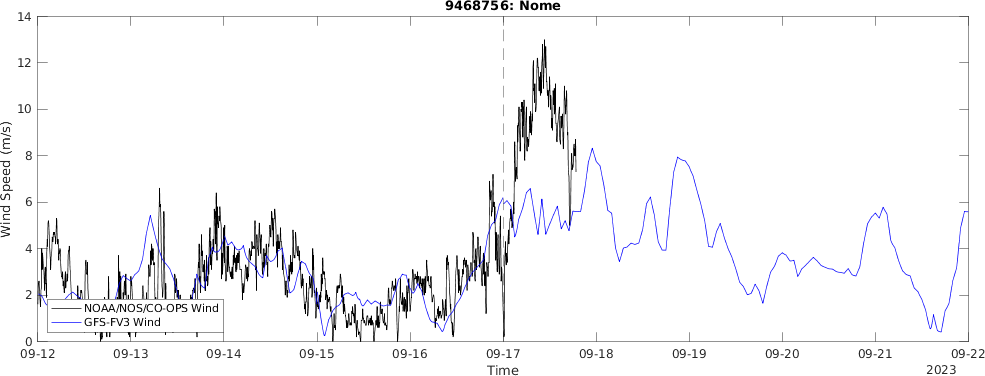 9468756: Nome
Wind Speed (m/s)
14
12
10
8
6
4
2
0
NOAA/NOS/CO-OPS Wind
GFS-FV3 Wind
09-12 09-13 09-14 09-15 09-16 09-17 09-18 09-19 09-20 09-21 09-22
Time
2023